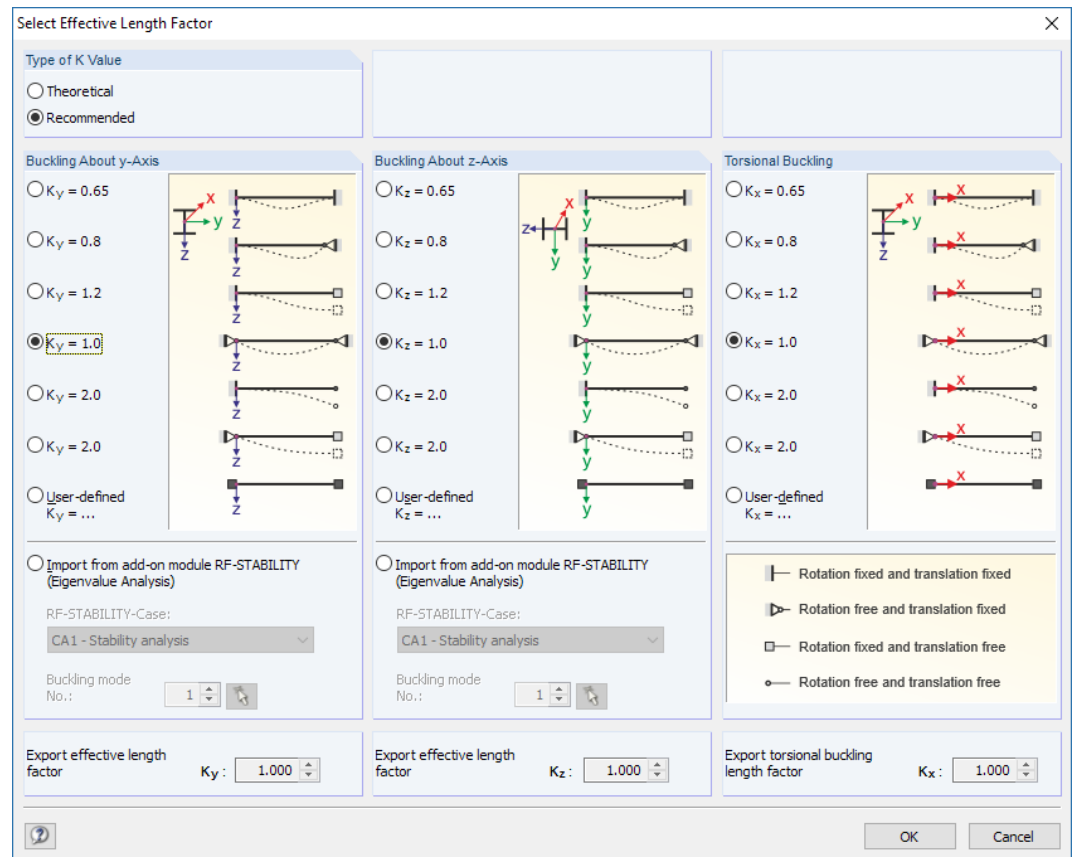 Select Effective Length Factor
Type of K Value
Theoretical
Recommended
Buckling About y-Axis
Ky = 0.65
Ky = 0.8
Ky = 1.2
Ky = 1.0
Ky = 2.0
Ky = 2.0
User-defined
Ky = ...
x
y
z
z
z
z
z
z
z
z
Import from add-on module RF-STABILITY
(Eigenvalue Analysis)
RF-STABILITY-Case:
CA1 - Stability analysis
Buckling mode
No.:
1
Export effective length
factor
Ky :
1.000
Buckling About z-Axis
Kz = 0.65
Kz = 0.8
Kz = 1.2
Kz = 1.0
Kz = 2.0
Kz = 2.0
User-defined
Kz = ...
x
z
y
y
y
y
y
y
y
y
Import from add-on module RF-STABILITY
(Eigenvalue Analysis)
RF-STABILITY-Case:
CA1 - Stability analysis
Buckling mode
No.:
1
Export effective length
factor
Kz :
1.000
Torsional Buckling
Kx = 0.65
Kx = 0.8
Kx = 1.2
Kx = 1.0
Kx = 2.0
Kx = 2.0
User-defined
Kx = ...
x
y
z
x
x
x
x
x
x
x
Rotation fixed and translation fixed
Rotation free and translation fixed
Rotation fixed and translation free
Rotation free and translation free
Export torsional buckling
length factor
Kx :
1.000
?
OK
Cancel